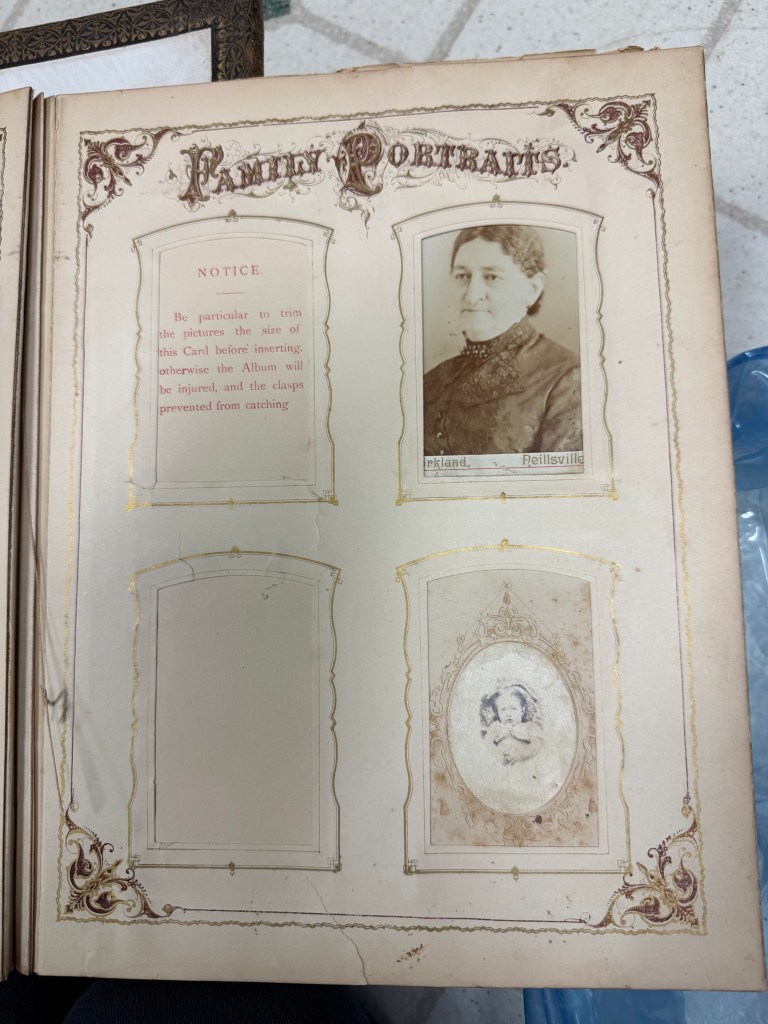 FAMILY PORTRAITS.
NOTICE.
Be particular to trim
the pictures the size of
this Card before inserting,
otherwise the Album will
be injured, and the clasps
prevented from catching
rkland, Neillsville